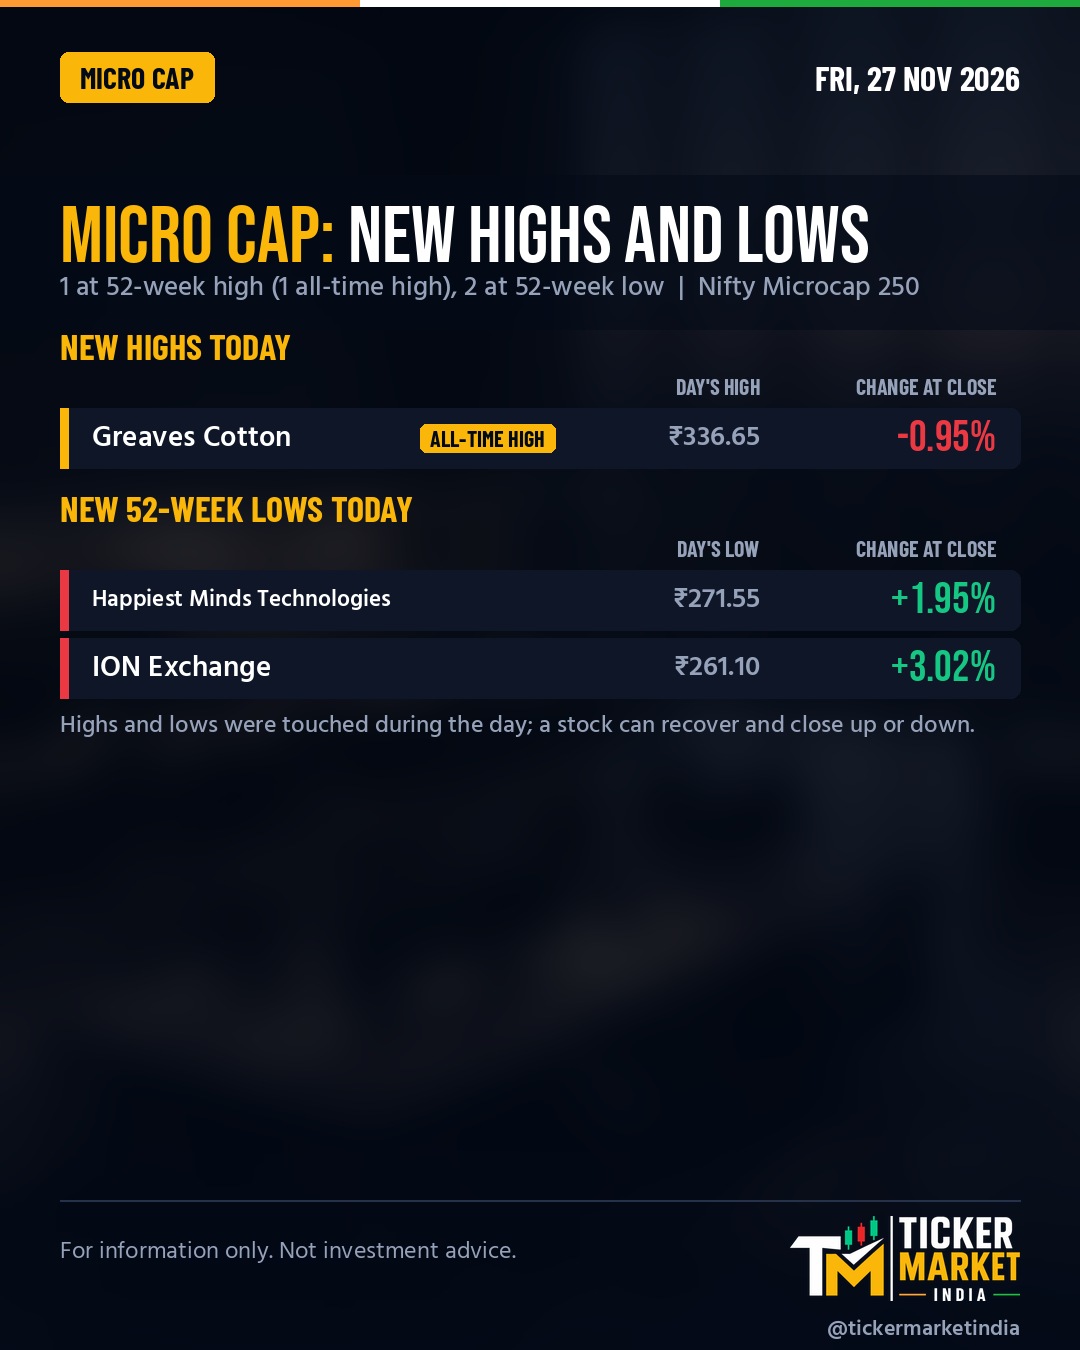 MICRO CAP
FRI, 27 NOV 2026
MICRO CAP: NEW HIGHS AND LOWS
1 at 52-week high (1 all-time high), 2 at 52-week low | Nifty Microcap 250
NEW HIGHS TODAY
DAY'S HIGH CHANGE AT CLOSE
Greaves Cotton ALL-TIME HIGH ₹336.65 -0.95%
NEW 52-WEEK LOWS TODAY
DAY'S LOW CHANGE AT CLOSE
Happiest Minds Technologies ₹271.55 +1.95%
ION Exchange ₹261.10 +3.02%
Highs and lows were touched during the day; a stock can recover and close up or down.
For information only. Not investment advice.
TM TICKER
MARKET
INDIA
@tickermarketindia